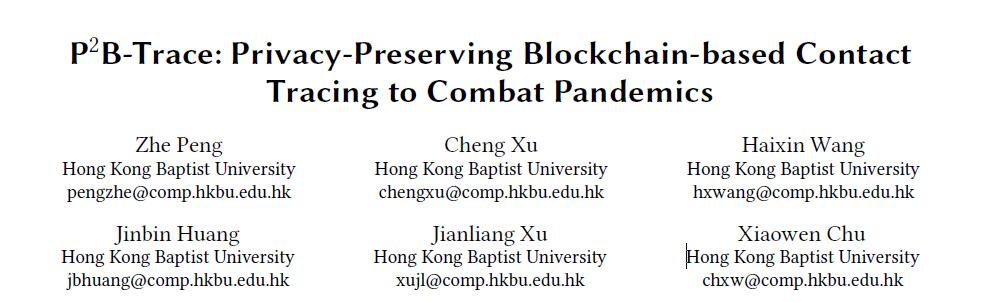 P²B-Trace: Privacy-Preserving Blockchain-based Contact
Tracing to Combat Pandemics
Zhe Peng
Hong Kong Baptist University
pengzhe@comp.hkbu.edu.hk
Cheng Xu
Hong Kong Baptist University
chengxu@comp.hkbu.edu.hk
Haixin Wang
Hong Kong Baptist University
hxwang@comp.hkbu.edu.hk
Jinbin Huang
Hong Kong Baptist University
jbhuang@comp.hkbu.edu.hk
Jianliang Xu
Hong Kong Baptist University
xujl@comp.hkbu.edu.hk
Xiaowen Chu
Hong Kong Baptist University
chxw@comp.hkbu.edu.hk